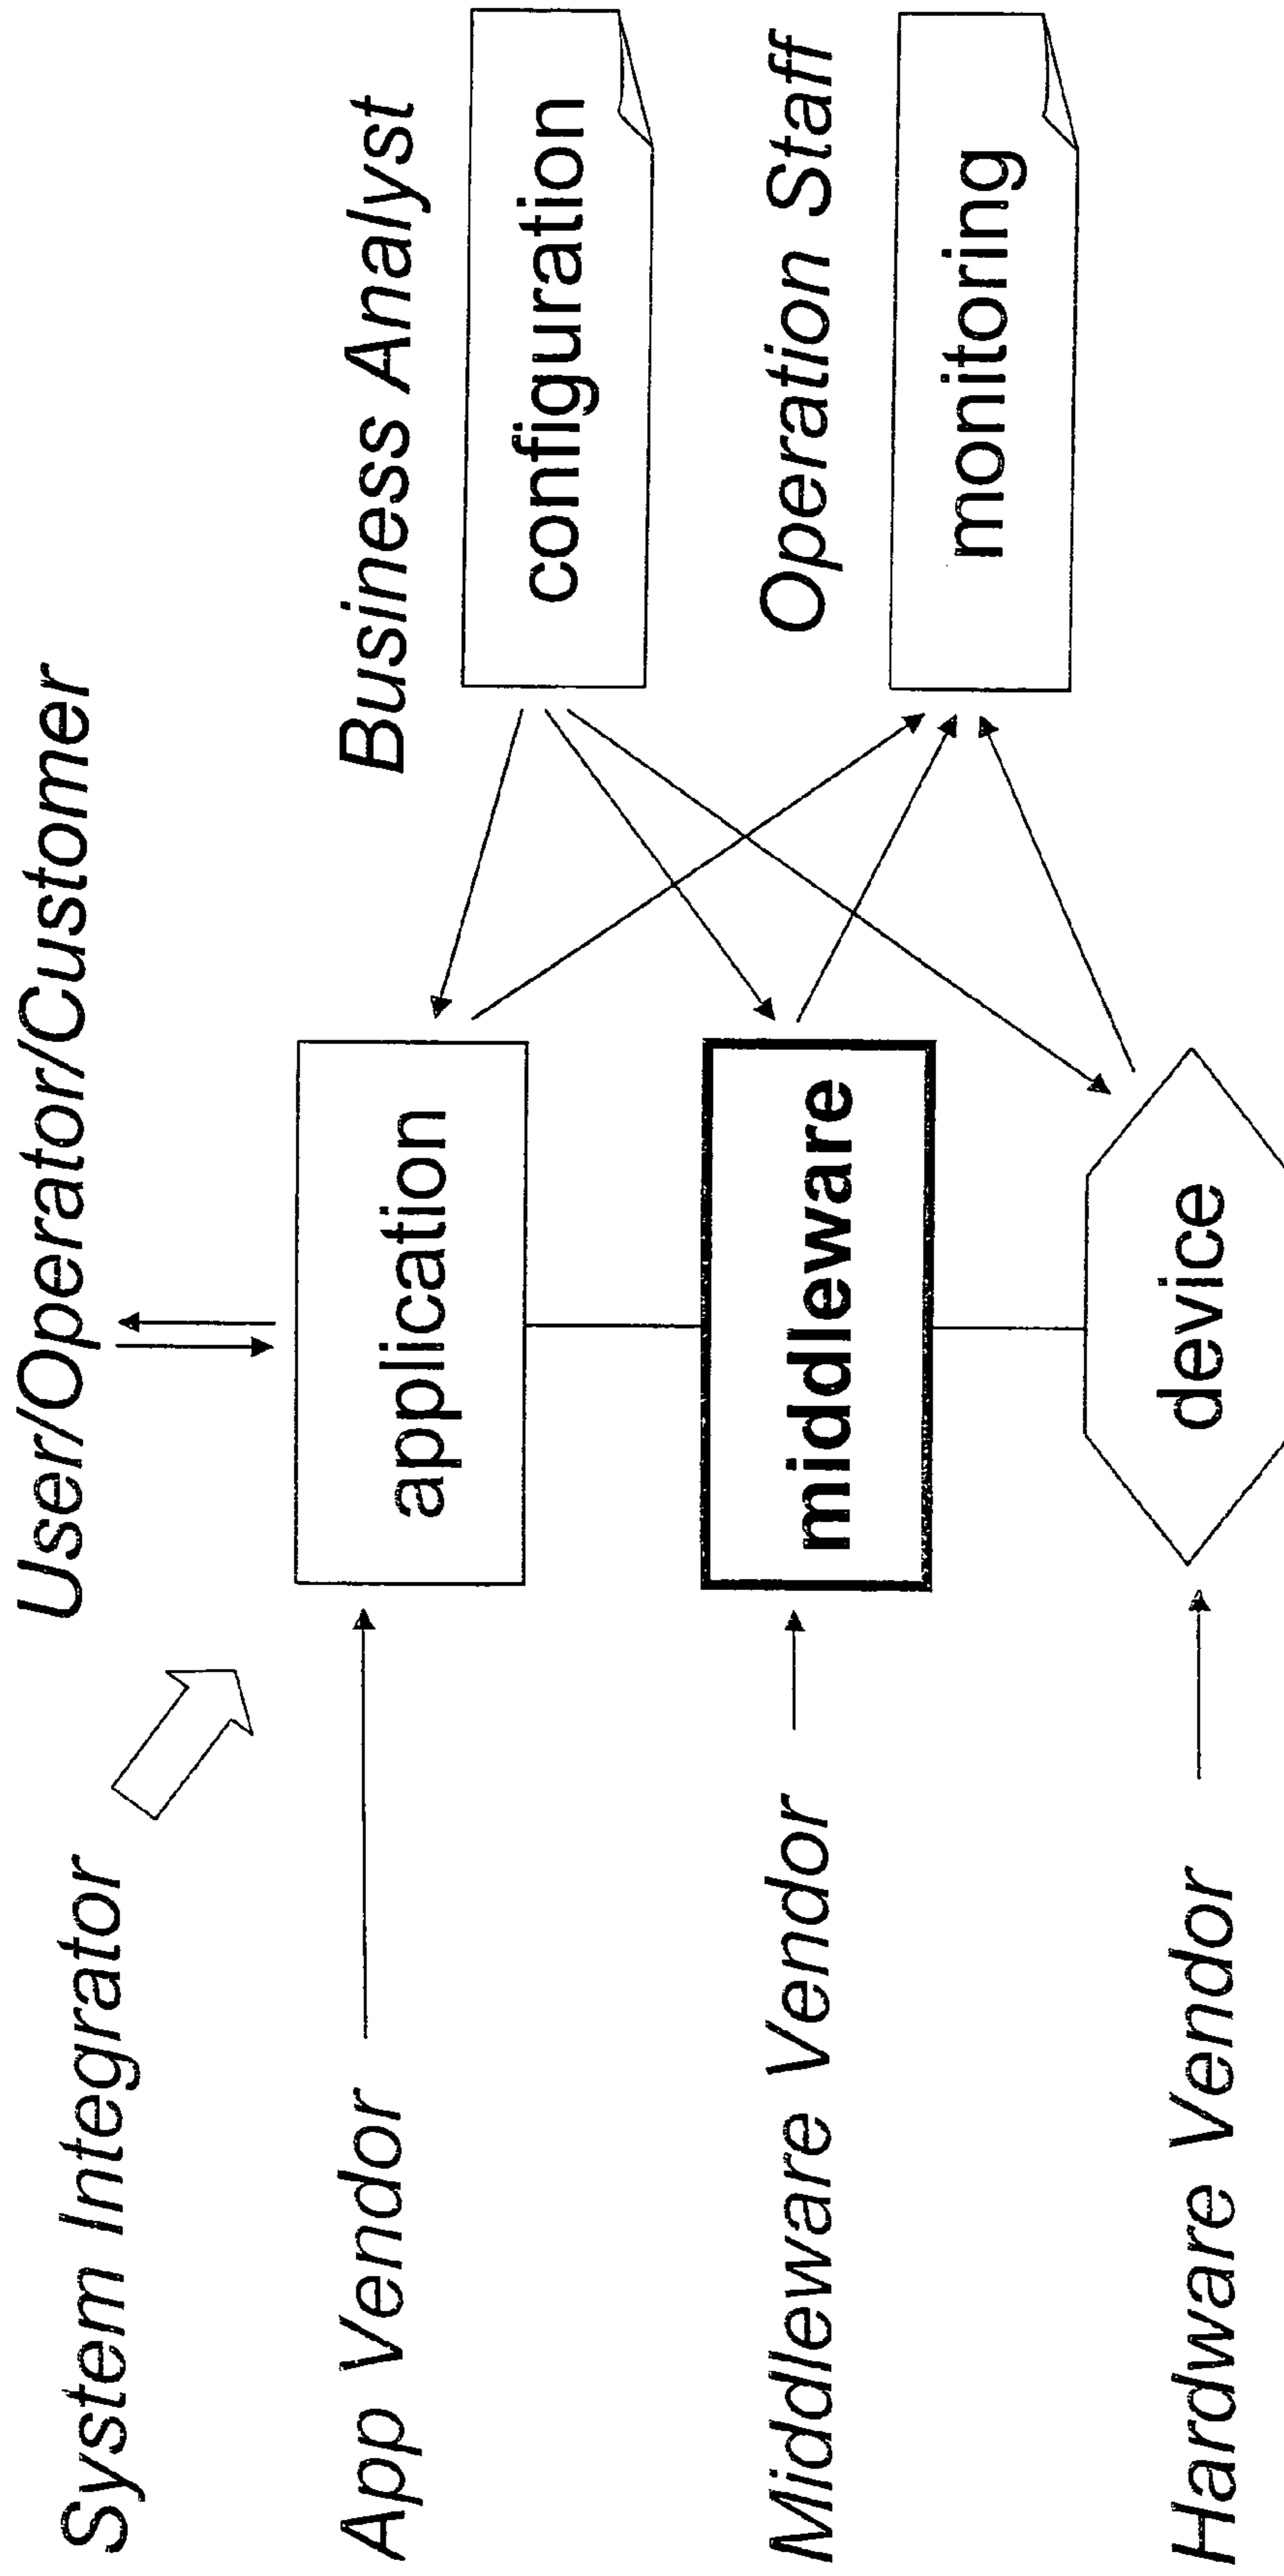 User/Operator/Customer
System Integrator
App Vendor
application
Business Analyst
configuration
Middleware Vendor
middleware
Operation Staff
monitoring
Hardware Vendor
device